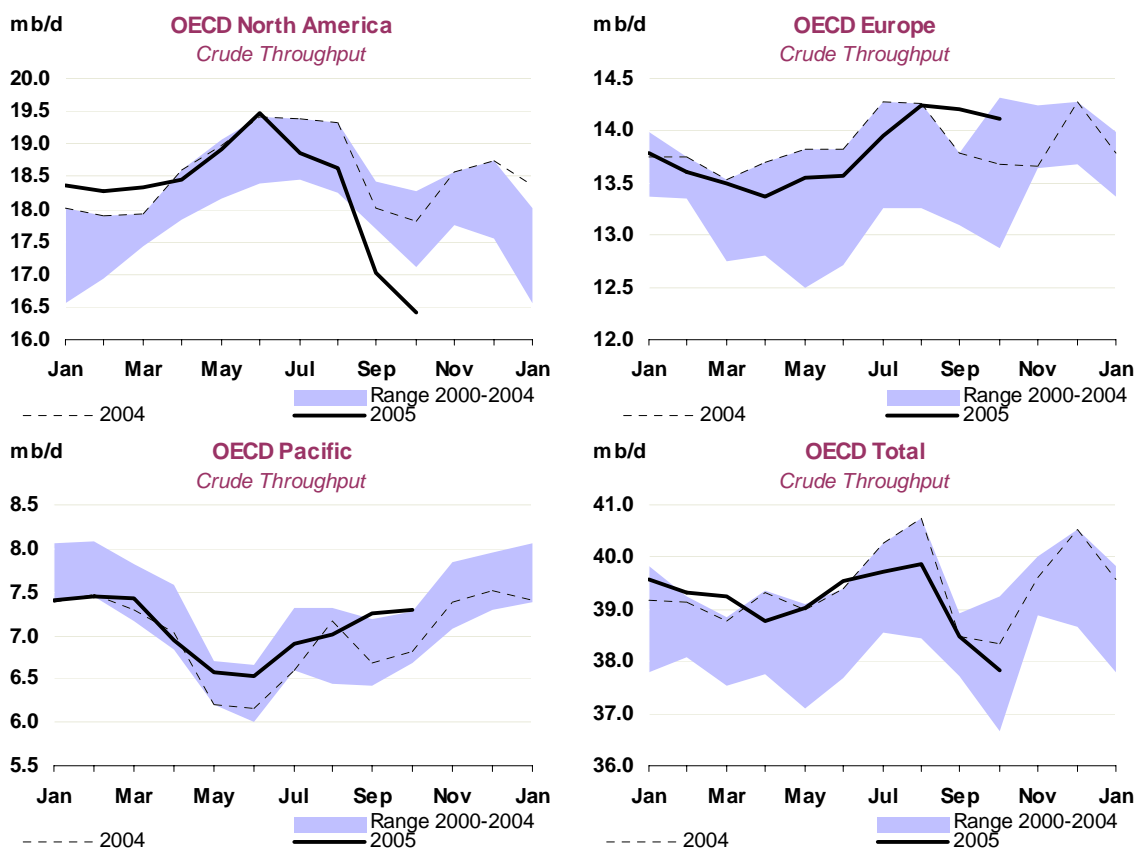 mb/d OECD North America
Crude Throughput
20.0
19.5
19.0
18.5
18.0
17.5
17.0
16.5
16.0
Jan Mar May Jul Sep Nov Jan
Range 2000-2004
2004 2005
mb/d OECD Europe
Crude Throughput
14.5
14.0
13.5
13.0
12.5
12.0
Jan Mar May Jul Sep Nov Jan
Range 2000-2004
2004 2005
mb/d OECD Pacific
Crude Throughput
8.5
8.0
7.5
7.0
6.5
6.0
5.5
Jan Mar May Jul Sep Nov Jan
Range 2000-2004
2004 2005
mb/d OECD Total
Crude Throughput
41.0
40.0
39.0
38.0
37.0
36.0
Jan Mar May Jul Sep Nov Jan
Range 2000-2004
2004 2005